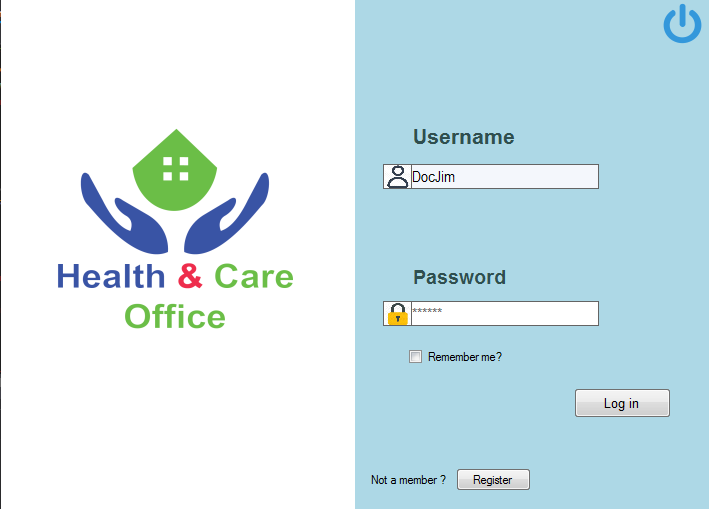 Health & Care
Office
Username
DocJim
Password
******
Remember me?
Log in
Not a member ?
Register